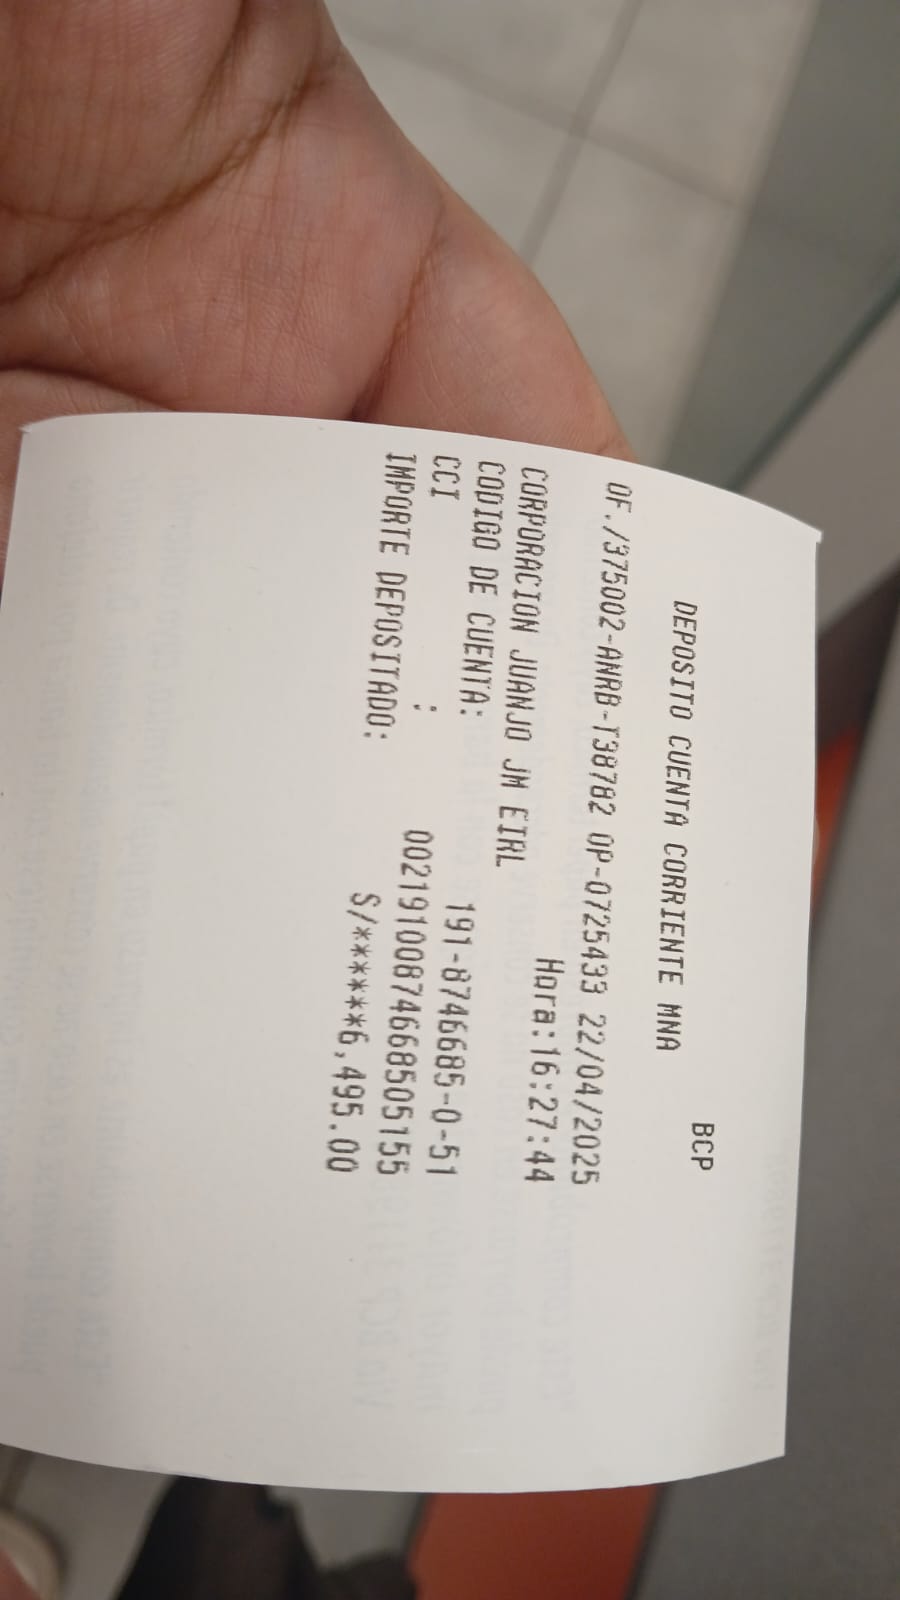 BCP
DEPOSITO CUENTA CORRIENTE MNA
OF./375002-ANRB-T38782 OP-0725433 22/04/2025
Hora:16:27:44
CORPORACION JUANJO JM EIRL
CODIGO DE CUENTA: 191-8746685-0-51
CCI : 00219100874668505155
IMPORTE DEPOSITADO: S/******6,495.00